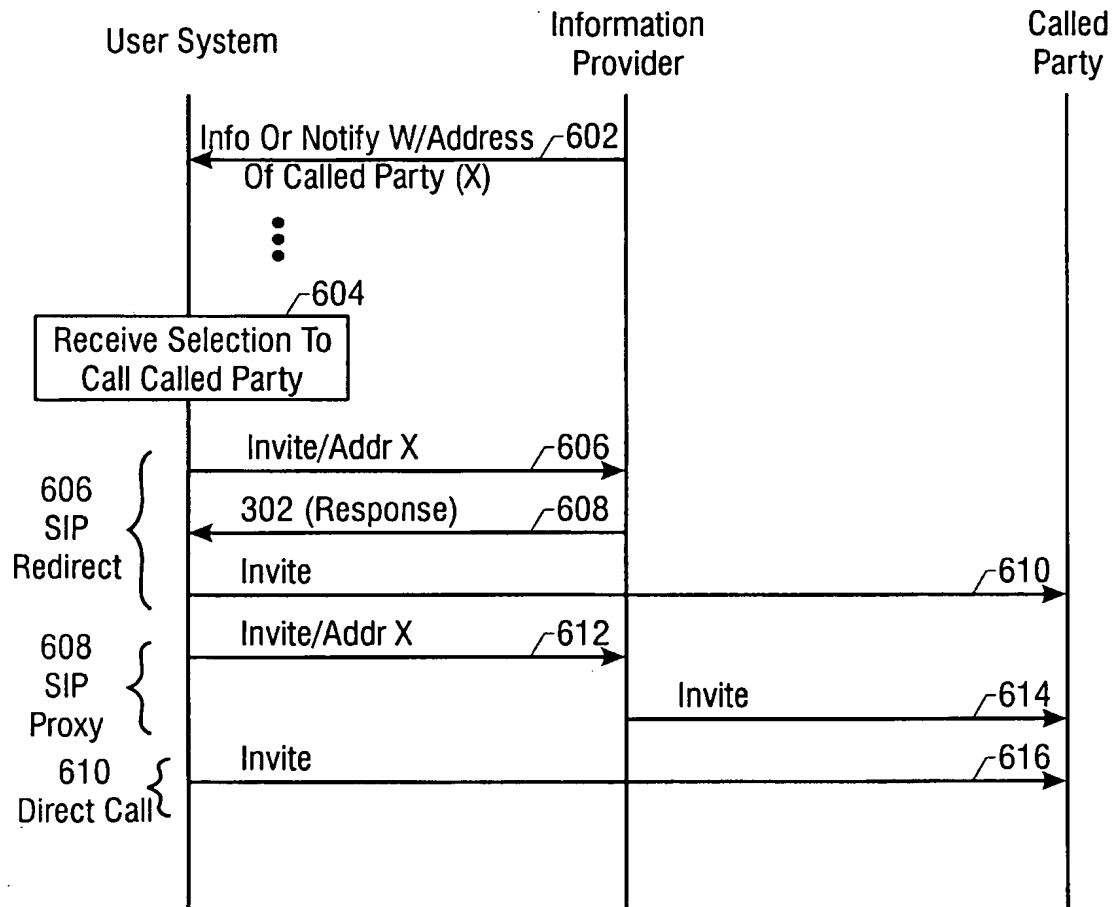 User System
Information
Provider
Called
Party
Info Or Notify W/Address
602
Of Called Party (X)
604
Receive Selection To
Call Called Party
606
SIP
Redirect
Invite/Addr X
606
302 (Response)
608
Invite
610
608
SIP
Proxy
Invite/Addr X
612
Invite
614
610
Direct Call
Invite
616